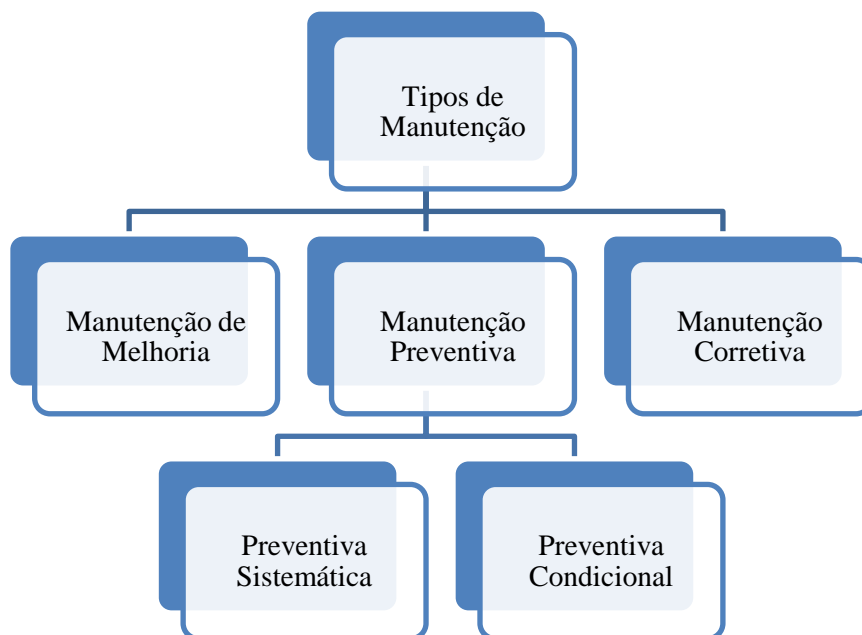 Tipos de
Manutenção
Manutenção de
Melhoria
Manutenção
Preventiva
Manutenção
Corretiva
Preventiva
Sistemática
Preventiva
Condicional